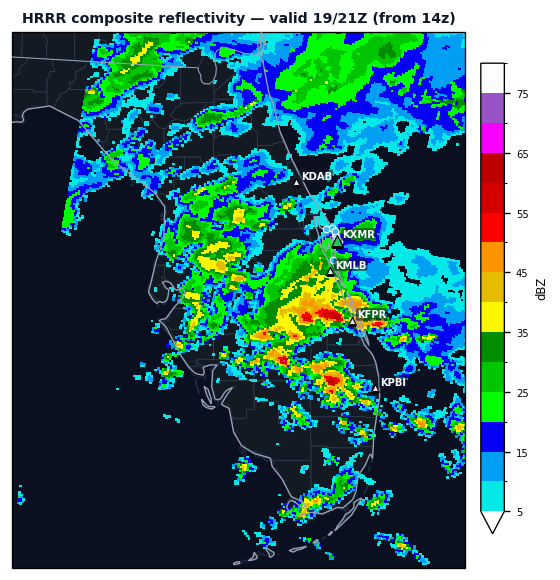 HRRR composite reflectivity — valid 19/21Z (from 14z)
KDAB
KXMR
KMLB
KFPR
KPBI
75
65
55
45
35
25
15
5
dBZ